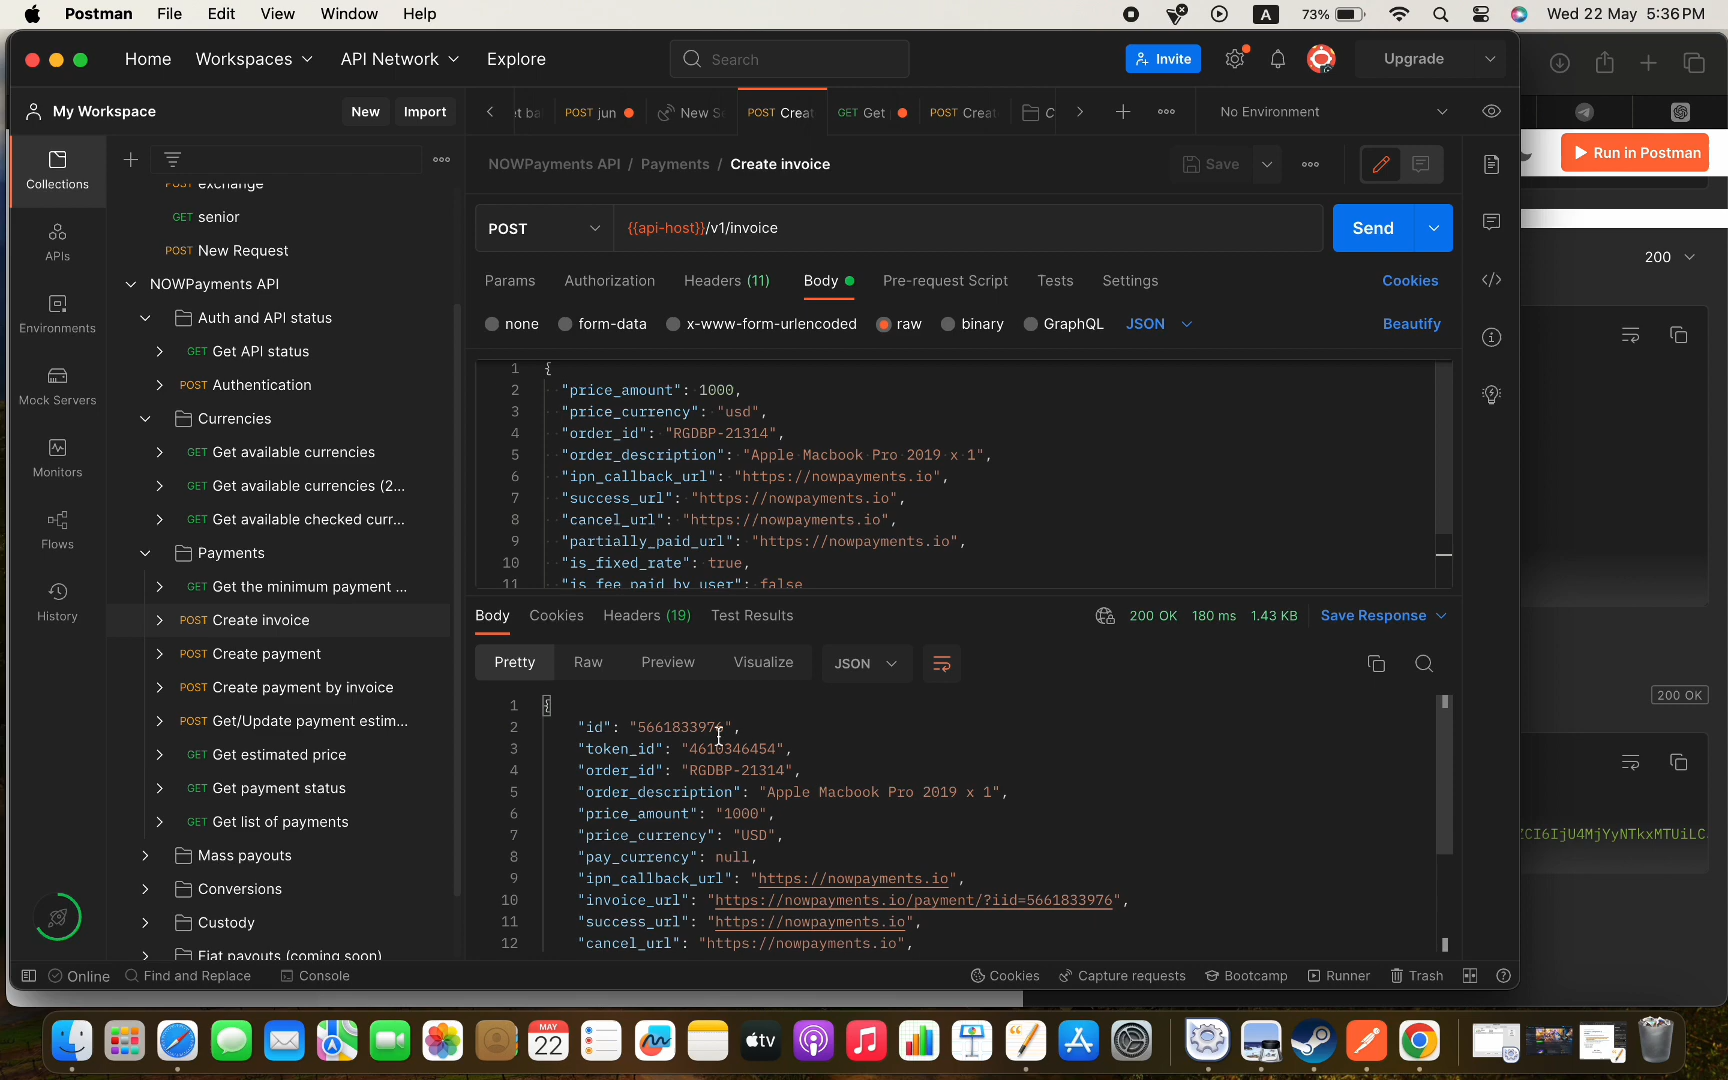 Postman File Edit View Window Help
A 73% Wed 22 May 5:36 PM
Home Workspaces API Network Explore Search Invite Upgrade
My Workspace New Import
POST jun New S POST Creat GET Get POST Creat C No Environment
NOWPayments API / Payments / Create invoice Save
Run in Postman
Collections
APIs
Environments
Mock Servers
Monitors
Flows
History
exchange
GET senior
POST New Request
NOWPayments API
Auth and API status
GET Get API status
POST Authentication
Currencies
GET Get available currencies
GET Get available currencies (2...
GET Get available checked curr...
Payments
GET Get the minimum payment ...
POST Create invoice
POST Create payment
POST Create payment by invoice
POST Get/Update payment estim...
GET Get estimated price
GET Get payment status
GET Get list of payments
Mass payouts
Conversions
Custody
Fiat payouts (coming soon)
POST {{api-host}}/v1/invoice Send
Params Authorization Headers (11) Body Pre-request Script Tests Settings Cookies
none form-data x-www-form-urlencoded raw binary GraphQL JSON Beautify
1 {
2 "price_amount": 1000,
3 "price_currency": "usd",
4 "order_id": "RGDBP-21314",
5 "order_description": "Apple Macbook Pro 2019 x 1",
6 "ipn_callback_url": "https://nowpayments.io",
7 "success_url": "https://nowpayments.io",
8 "cancel_url": "https://nowpayments.io",
9 "partially_paid_url": "https://nowpayments.io",
10 "is_fixed_rate": true,
11 "is_fee_paid_by_user": false
Body Cookies Headers (19) Test Results 200 OK 180 ms 1.43 KB Save Response
Pretty Raw Preview Visualize JSON
1 {
2 "id": "5661833976",
3 "token_id": "4610346454",
4 "order_id": "RGDBP-21314",
5 "order_description": "Apple Macbook Pro 2019 x 1",
6 "price_amount": "1000",
7 "price_currency": "USD",
8 "pay_currency": null,
9 "ipn_callback_url": "https://nowpayments.io",
10 "invoice_url": "https://nowpayments.io/payment/?iid=5661833976",
11 "success_url": "https://nowpayments.io",
12 "cancel_url": "https://nowpayments.io",
200
200 OK
Online Find and Replace Console Cookies Capture requests Bootcamp Runner Trash
MAY
22
tv